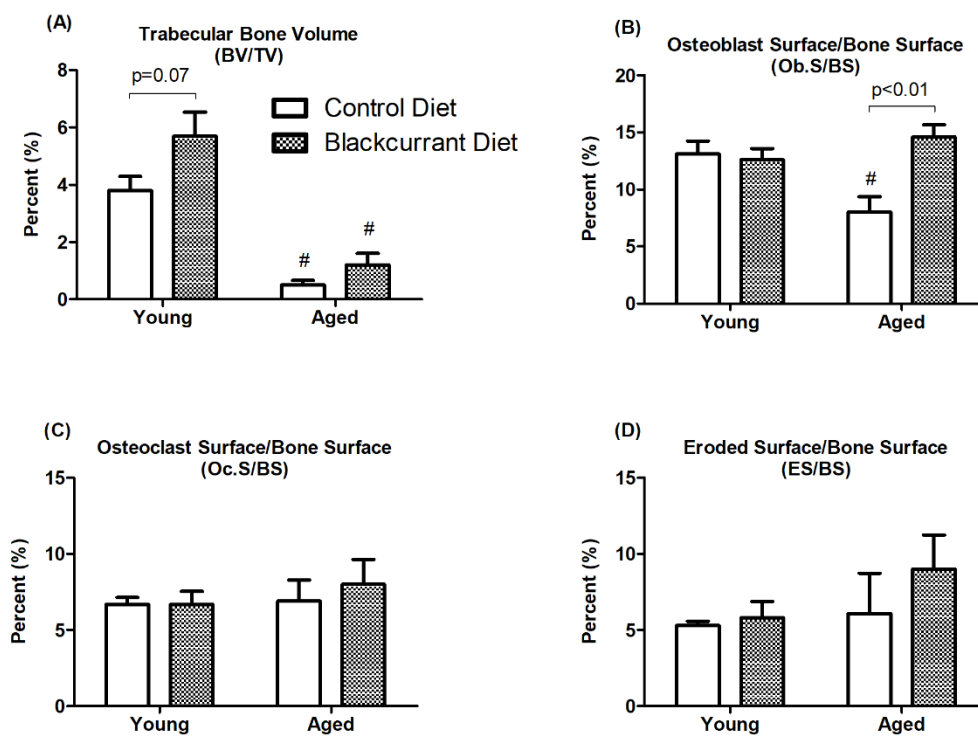 (A)
Trabecular Bone Volume
(BV/TV)
8
6
4
2
0
Percent (%)
p=0.07
Control Diet
Blackcurrant Diet
#
#
Young
Aged
(B)
Osteoblast Surface/Bone Surface
(Ob.S/BS)
20
15
10
5
0
Percent (%)
p<0.01
#
Young
Aged
(C)
Osteoclast Surface/Bone Surface
(Oc.S/BS)
15
10
5
0
Percent (%)
Young
Aged
(D)
Eroded Surface/Bone Surface
(ES/BS)
15
10
5
0
Percent (%)
Young
Aged